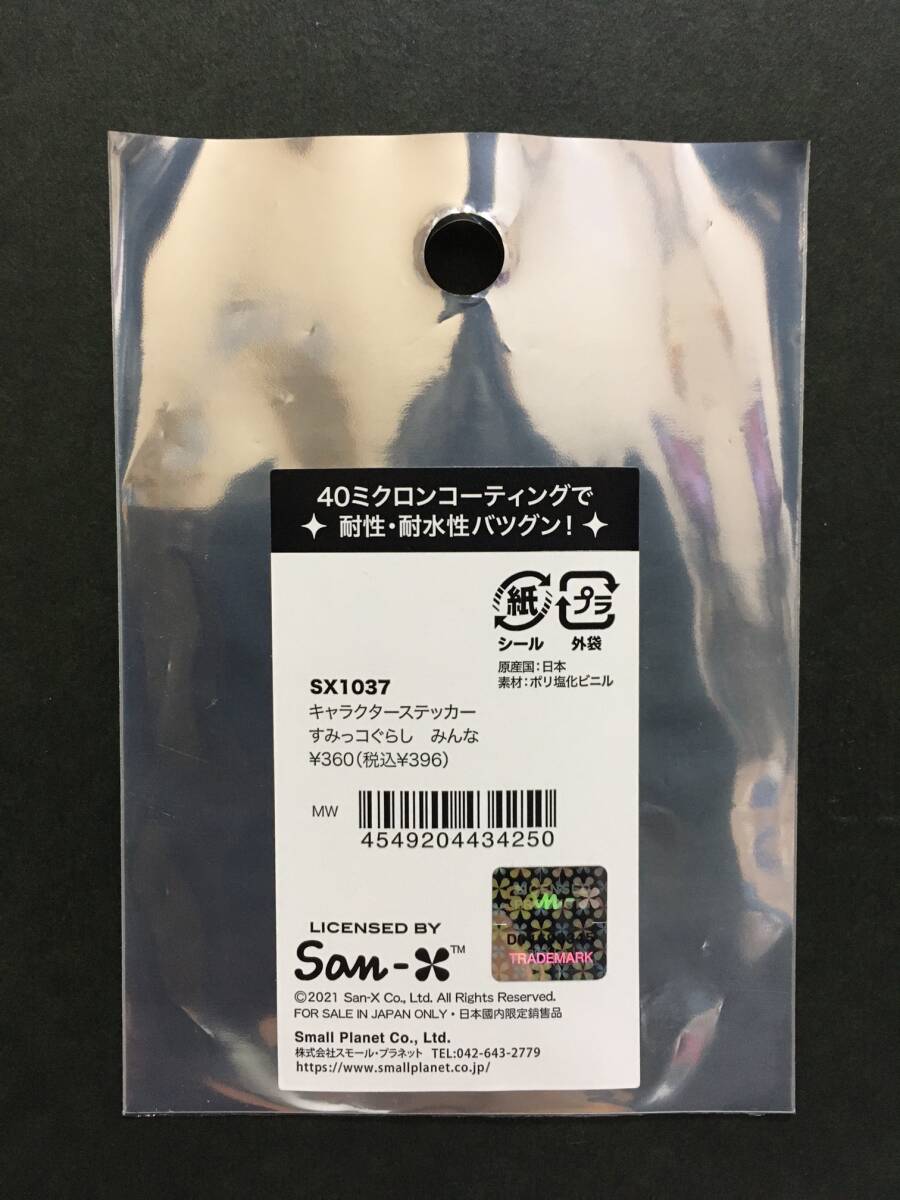 40ミクロンコーティングで
耐性・耐水性バツグン!
紙
プラ
シール
外袋
原産国:日本
素材:ポリ塩化ビニル
SX1037
キャラクターステッカー
すみっコぐらし みんな
¥360(税込¥396)
MW
4549204434250
LICENSED BY
San-X™
TRADEMARK
©2021 San-X Co., Ltd. All Rights Reserved.
FOR SALE IN JAPAN ONLY・日本國内限定銷售品
Small Planet Co., Ltd.
株式会社スモール・プラネット TEL:042-643-2779
https://www.smallplanet.co.jp/